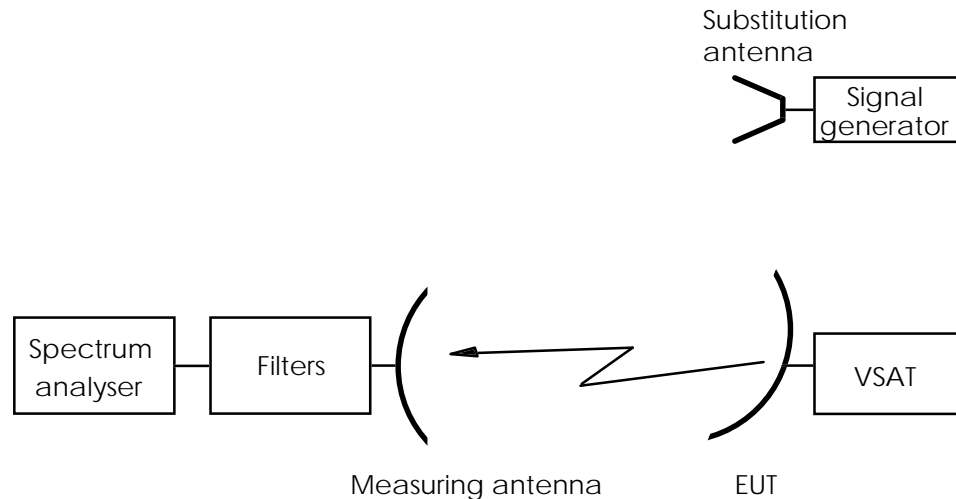 Substitution
antenna
Signal
generator
Spectrum
analyser
Filters
VSAT
Measuring antenna
EUT